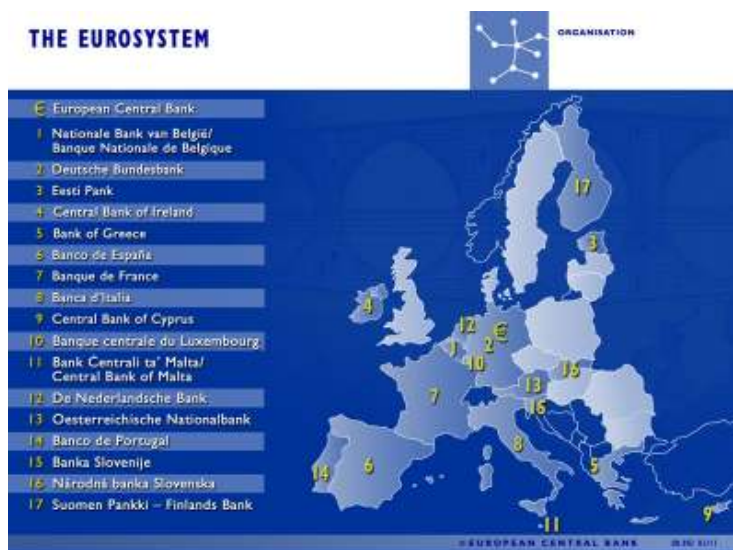 THE EUROSYSTEM
ORGANISATION
€ European Central Bank
1 Nationale Bank van België/
Banque Nationale de Belgique
2 Deutsche Bundesbank
3 Eesti Pank
4 Central Bank of Ireland
5 Bank of Greece
6 Banco de España
7 Banque de France
8 Banca d'Italia
9 Central Bank of Cyprus
10 Banque centrale du Luxembourg
11 Bank Ċentrali ta' Malta/
Central Bank of Malta
12 De Nederlandsche Bank
13 Oesterreichische Nationalbank
14 Banco de Portugal
15 Banka Slovenije
16 Národná banka Slovenska
17 Suomen Pankki – Finlands Bank
17
3
4
12
€
1
2
10
16
13
16
7
8
14
6
5
11
9
© EUROPEAN CENTRAL BANK